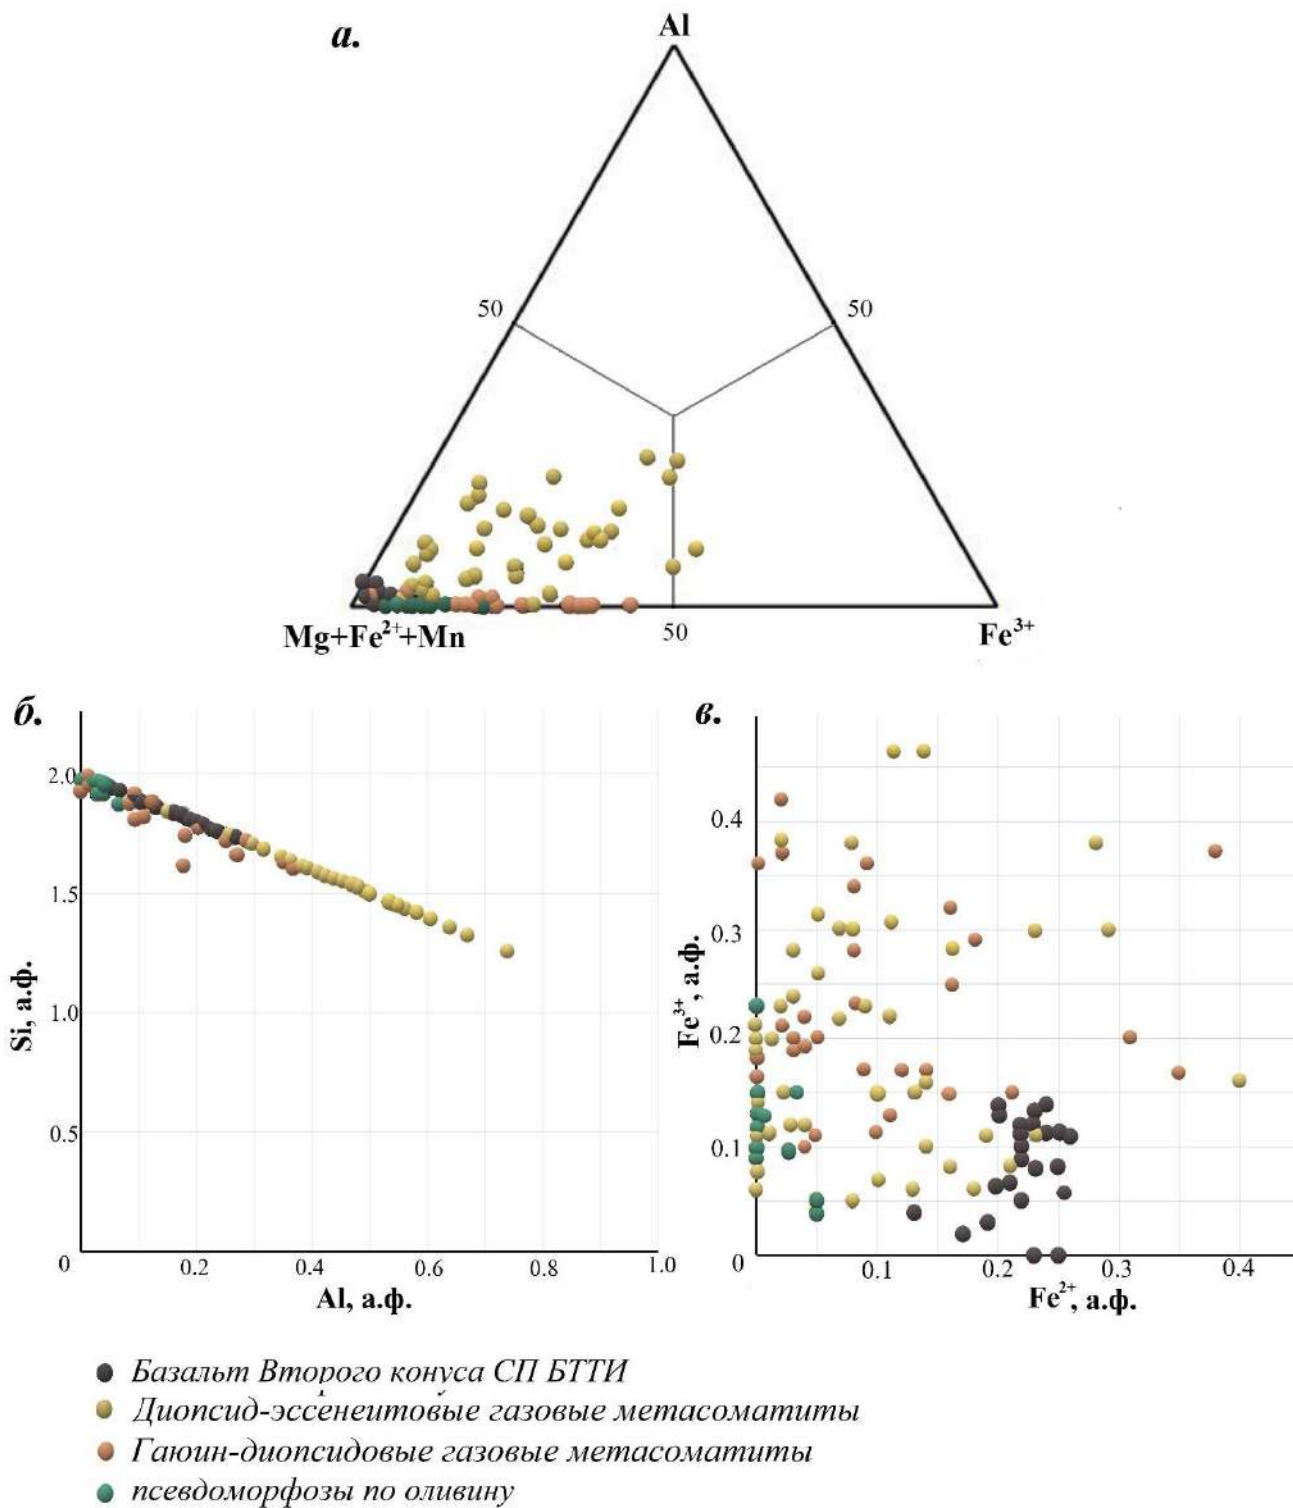 а.
Al
50
50
Mg+Fe²⁺+Mn
50
Fe³⁺
б.
2.0
1.5
1.0
0.5
0
0.2
0.4
0.6
0.8
1.0
Si, а.ф.
Al, а.ф.
в.
0.4
0.3
0.2
0.1
0
0.1
0.2
0.3
0.4
Fe³⁺, а.ф.
Fe²⁺, а.ф.
Базальт Второго конуса СП БТТИ
Диопсид-эссенеитовые газовые метасоматиты
Гаюин-диопсидовые газовые метасоматиты
псевдоморфозы по оливину